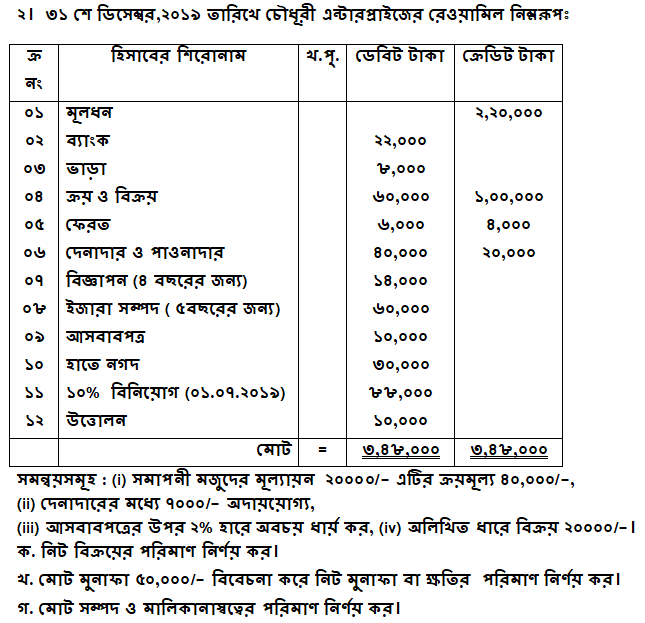 ২। ৩১ শে ডিসেম্বর,২০১৯ তারিখে চৌধূরী এন্টারপ্রাইজের রেওয়ামিল নিম্নরূপঃ
ক্র নং হিসাবের শিরোনাম খ.পৃ. ডেবিট টাকা ক্রেডিট টাকা
০১ মূলধন ২,২০,০০০
০২ ব্যাংক ২২,০০০
০৩ ভাড়া ৮,০০০
০৪ ক্রয় ও বিক্রয় ৬০,০০০ ১,০০,০০০
০৫ ফেরত ৬,০০০ ৪,০০০
০৬ দেনাদার ও পাওনাদার ৪০,০০০ ২০,০০০
০৭ বিজ্ঞাপন (৪ বছরের জন্য) ১৪,০০০
০৮ ইজারা সম্পদ ( ৫বছরের জন্য) ৬০,০০০
০৯ আসবাবপত্র ১০,০০০
১০ হাতে নগদ ৩০,০০০
১১ ১০% বিনিয়োগ (০১.০৭.২০১৯) ৮৮,০০০
১২ উত্তোলন ১০,০০০
মোট = ৩,৪৮,০০০ ৩,৪৮,০০০
সমন্বয়সমূহ : (i) সমাপনী মজুদের মূল্যায়ন ২০০০০/- এটির ক্রয়মূল্য ৪০,০০০/-,
(ii) দেনাদারের মধ্যে ৭০০০/- অদায়যোগ্য,
(iii) আসবাবপত্রের উপর ২% হারে অবচয় ধার্য কর, (iv) অলিখিত ধারে বিক্রয় ২০০০০/-।
ক. নিট বিক্রয়ের পরিমাণ নির্ণয় কর।
খ. মোট মুনাফা ৫০,০০০/- বিবেচনা করে নিট মুনাফা বা ক্ষতির পরিমাণ নির্ণয় কর।
গ. মোট সম্পদ ও মালিকানাস্বত্বের পরিমাণ নির্ণয় কর।